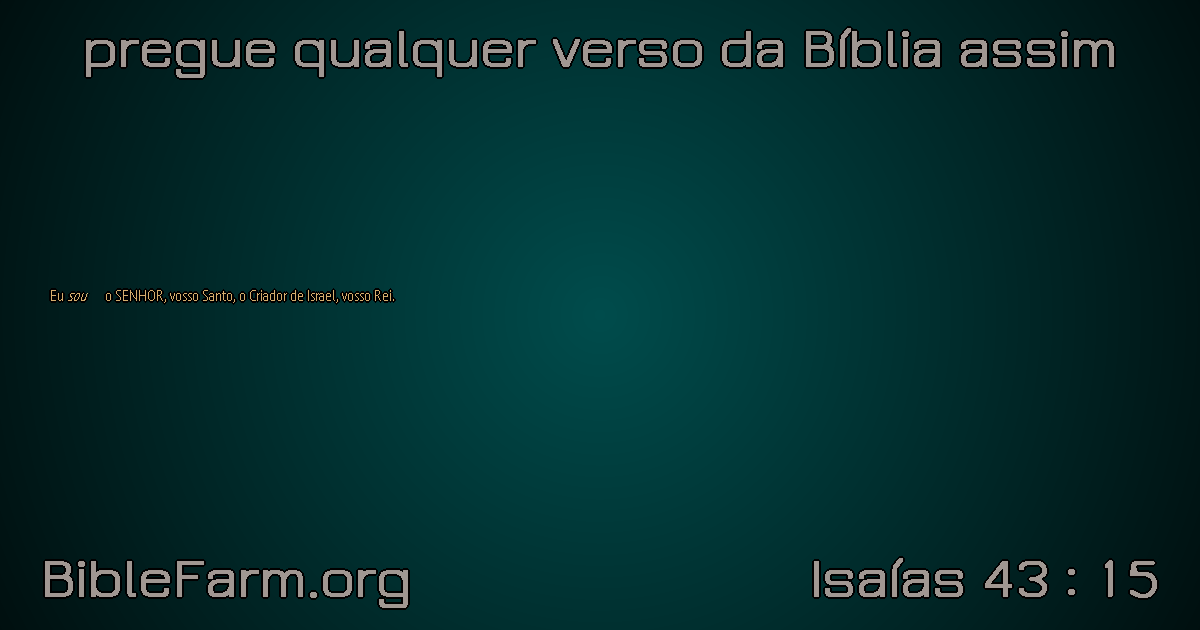 pregue qualquer verso da Bíblia assim
Eu sou o SENHOR, vosso Santo, o Criador de Israel, vosso Rei.
BibleFarm.org
Isaías 43 : 15